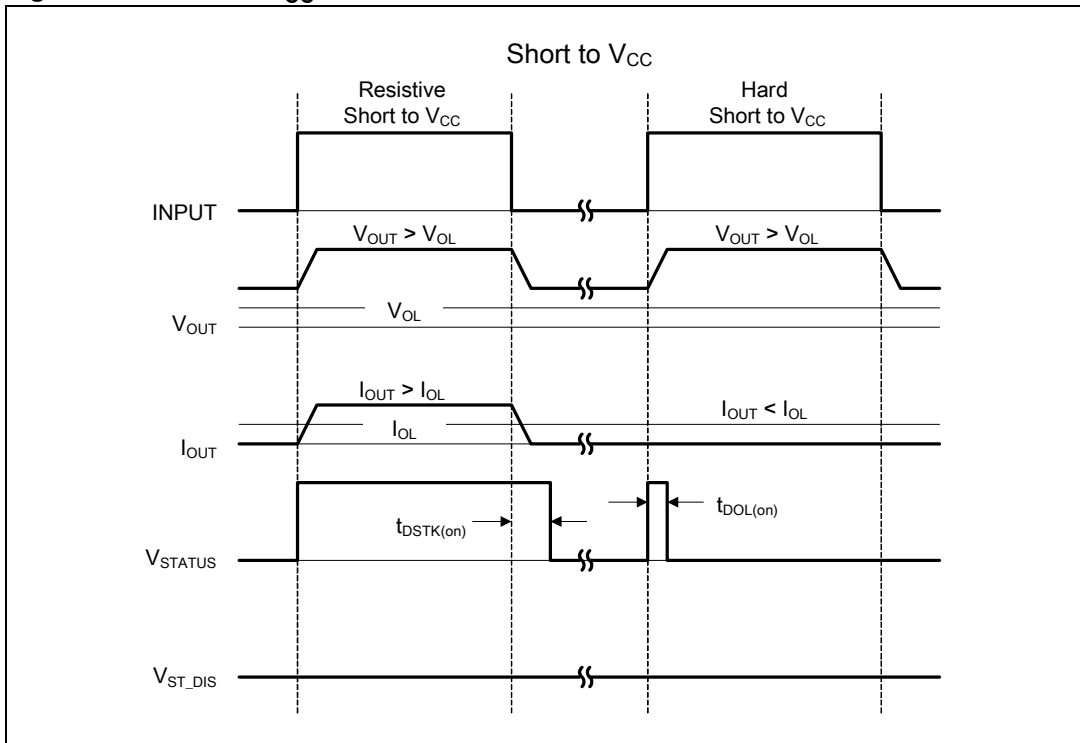 Short to VCC
Resistive
Short to VCC
Hard
Short to VCC
INPUT
VOUT > VOL
VOUT > VOL
VOL
VOUT
IOUT > IOL
IOUT < IOL
IOL
IOUT
tDSTK(on)
tDOL(on)
VSTATUS
VST_DIS